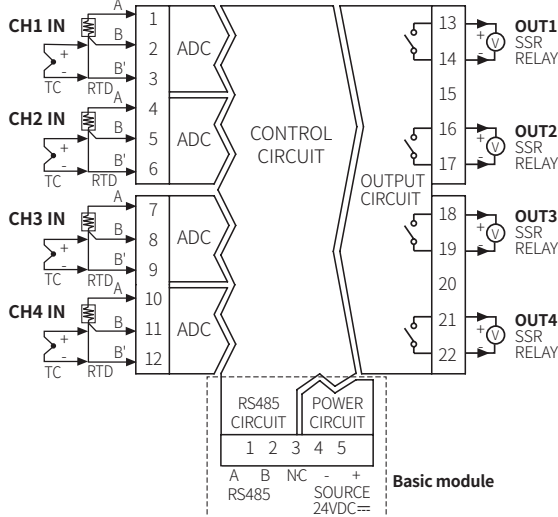 CH1 IN
A
B
B'
+
-
TC
RTD
1
2
3
ADC
CH2 IN
A
B
B'
+
-
TC
RTD
4
5
6
ADC
CH3 IN
A
B
B'
+
-
TC
RTD
7
8
9
ADC
CH4 IN
A
B
B'
+
-
TC
RTD
10
11
12
ADC
CONTROL
CIRCUIT
OUTPUT
CIRCUIT
13
14
15
16
17
18
19
20
21
22
+
-
V
OUT1
SSR
RELAY
+
-
V
OUT2
SSR
RELAY
+
-
V
OUT3
SSR
RELAY
+
-
V
OUT4
SSR
RELAY
RS485
CIRCUIT
POWER
CIRCUIT
1 2 3 4 5
A B N·C - +
RS485
SOURCE
24VDC⎓
Basic module